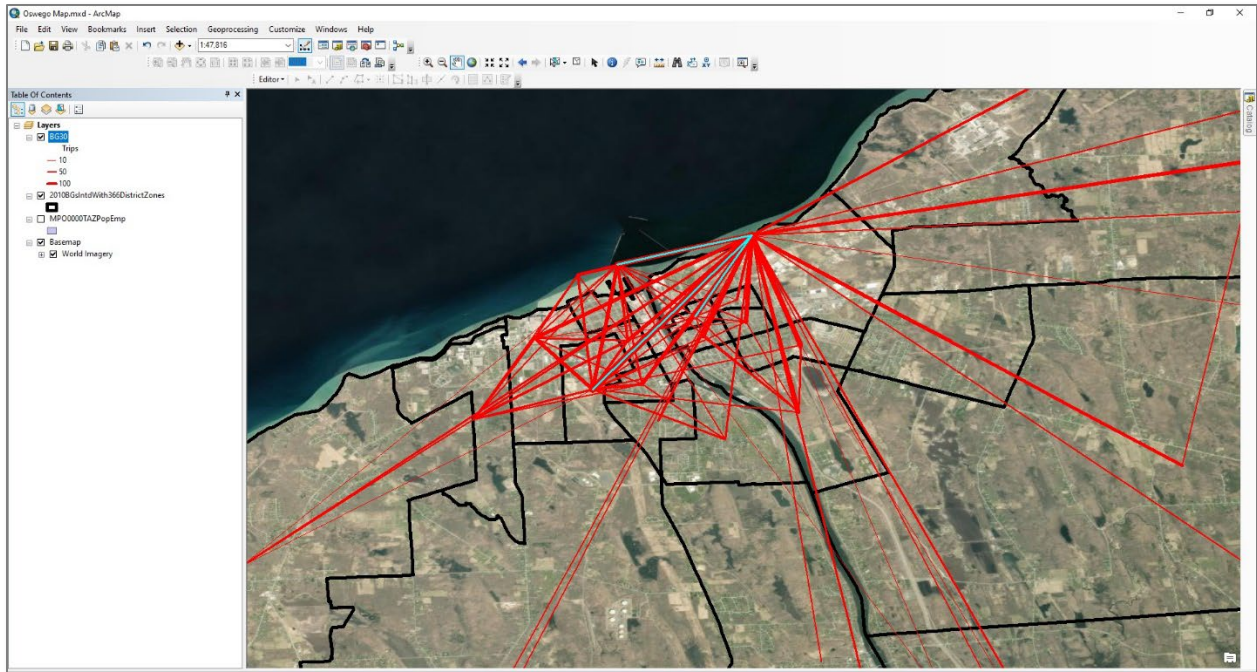 Oswego Map.mxd - ArcMap
File Edit View Bookmarks Insert Selection Geoprocessing Customize Windows Help
1:47,816
Editor
Table Of Contents
Layers
BG30
Trips
10
50
100
2010BGsIntdWith366DistrictZones
MPO0000TAZPopEmp
Basemap
World Imagery
Catalog